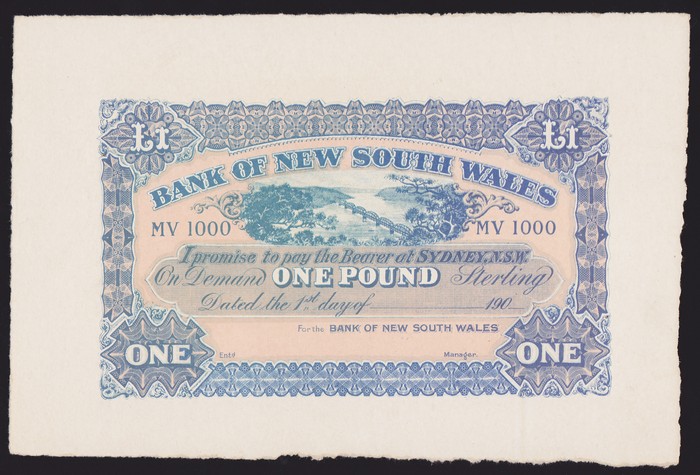 £1 £1
BANK OF NEW SOUTH WALES
MV 1000 MV 1000
I promise to pay the Bearer at SYDNEY, N.S.W.
On Demand ONE POUND Sterling
Dated the 1st day of 190
For the BANK OF NEW SOUTH WALES
ONE ONE
Entd Manager.